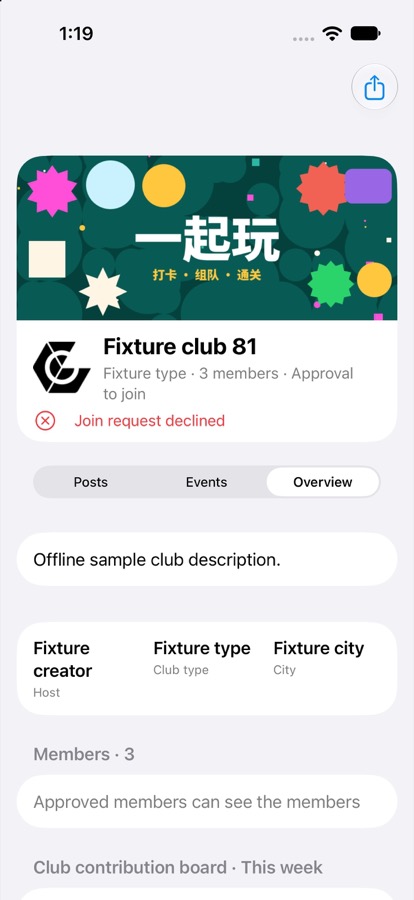 1:19
一起玩
打卡 · 组队 · 通关
Fixture club 81
Fixture type · 3 members · Approval
to join
Join request declined
Posts
Events
Overview
Offline sample club description.
Fixture
creator
Host
Fixture type
Club type
Fixture city
City
Members · 3
Approved members can see the members
Club contribution board · This week